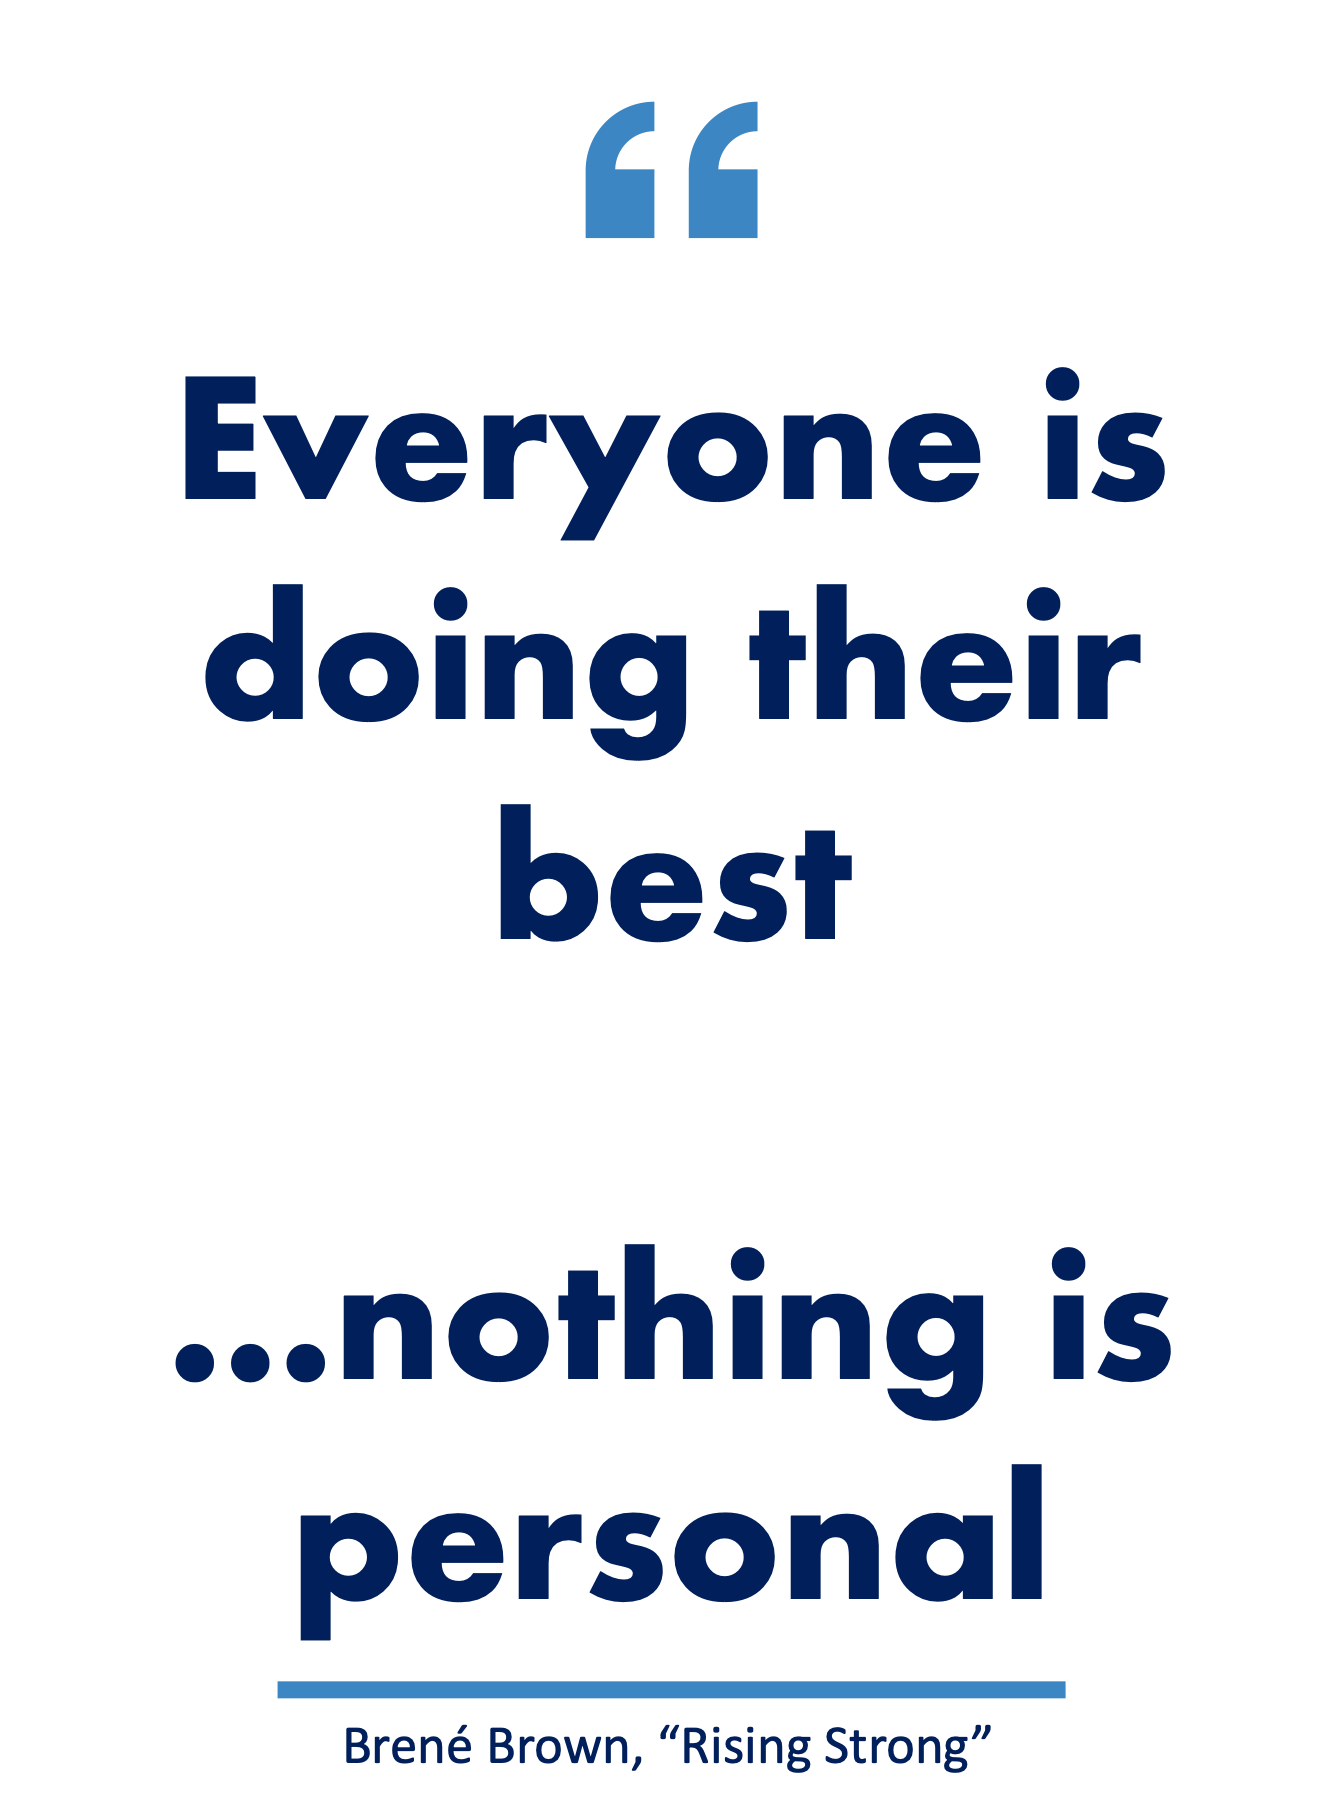 “
Everyone is
doing their
best
...nothing is
personal
Brené Brown, “Rising Strong”